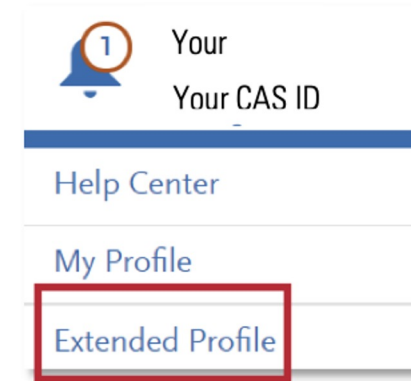 1
Your
Your CAS ID
Help Center
My Profile
Extended Profile